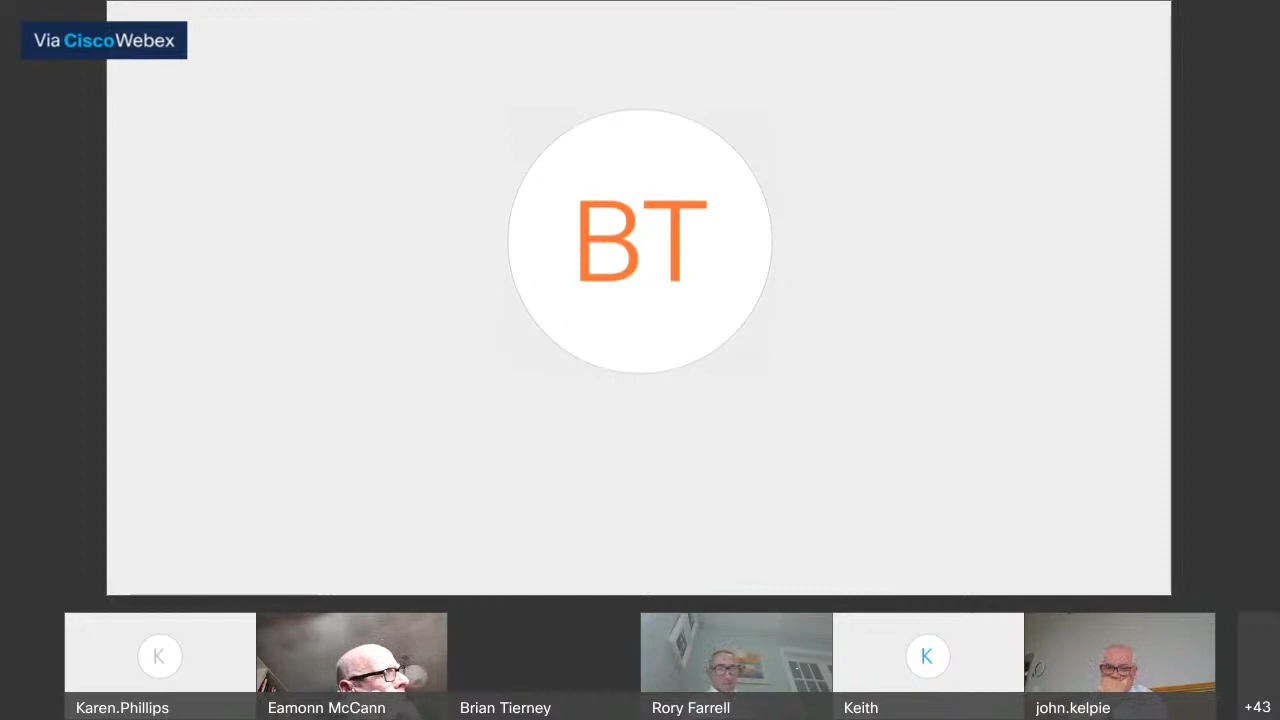 Via CiscoWebex
BT
K
K
Karen.Phillips
Eamonn McCann
Brian Tierney
Rory Farrell
Keith
john.kelpie
+43